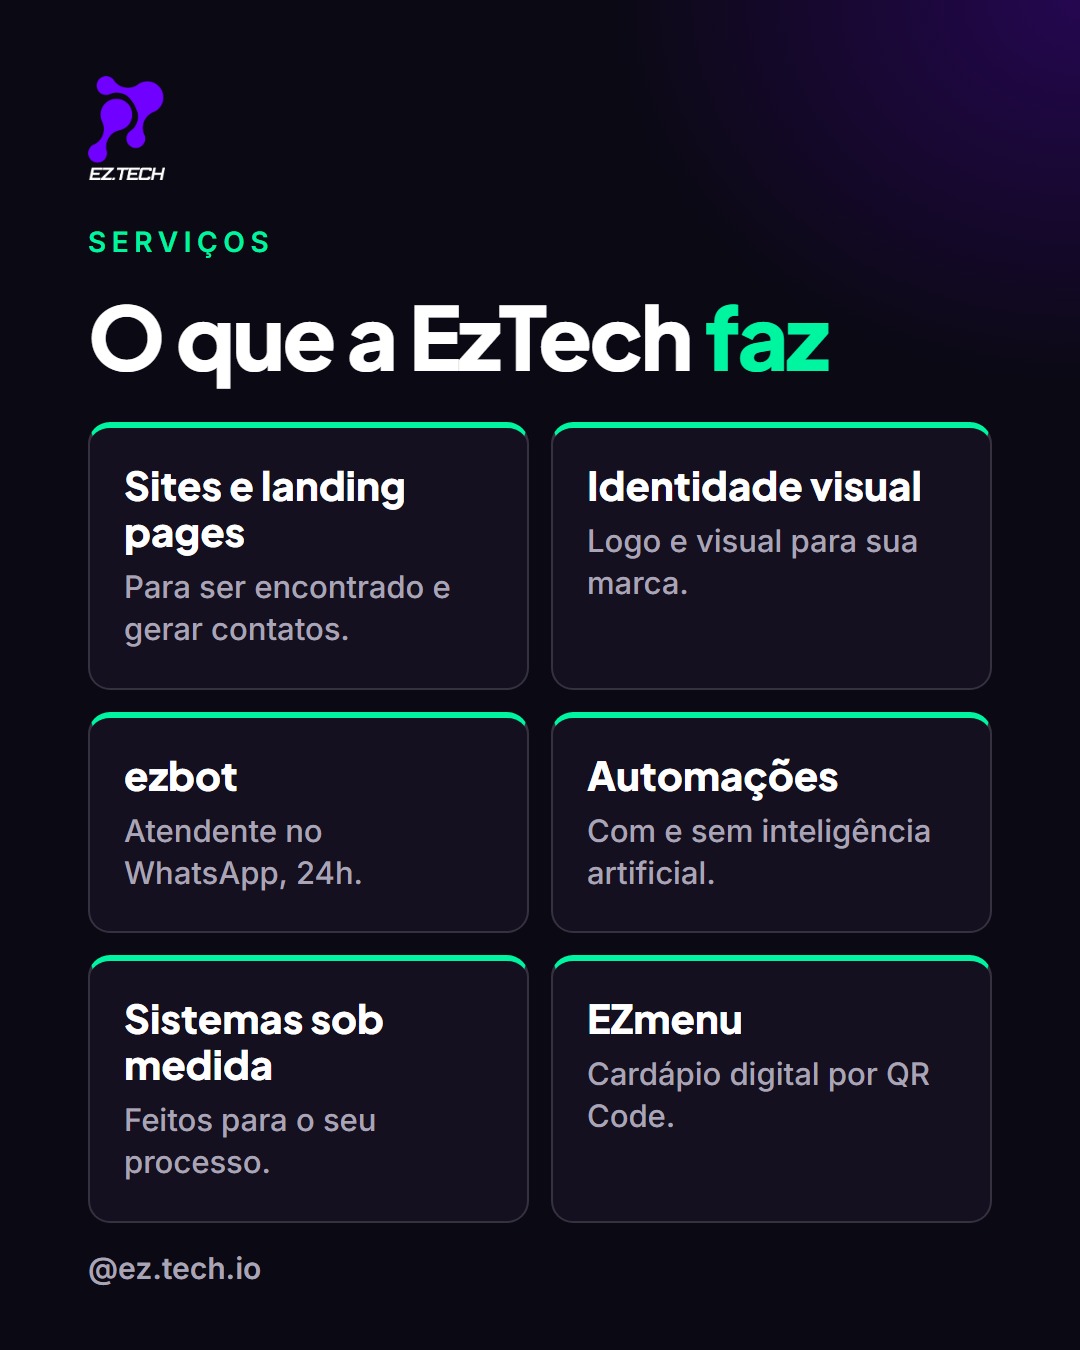 EZ.TECH
SERVIÇOS
O que a EzTech faz
Sites e landing
pages
Para ser encontrado e
gerar contatos.
Identidade visual
Logo e visual para sua
marca.
ezbot
Atendente no
WhatsApp, 24h.
Automações
Com e sem inteligência
artificial.
Sistemas sob
medida
Feitos para o seu
processo.
EZmenu
Cardápio digital por QR
Code.
@ez.tech.io